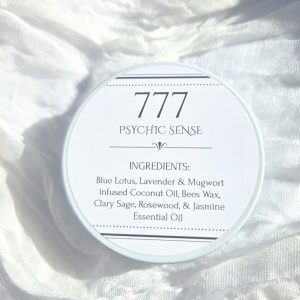 777
PSYCHIC SENSE
INGREDIENTS:
Blue Lotus, Lavender & Mugwort
infused Coconut Oil, Bees Wax,
Clary Sage, Rosewood, & Jasmine
Essential Oil